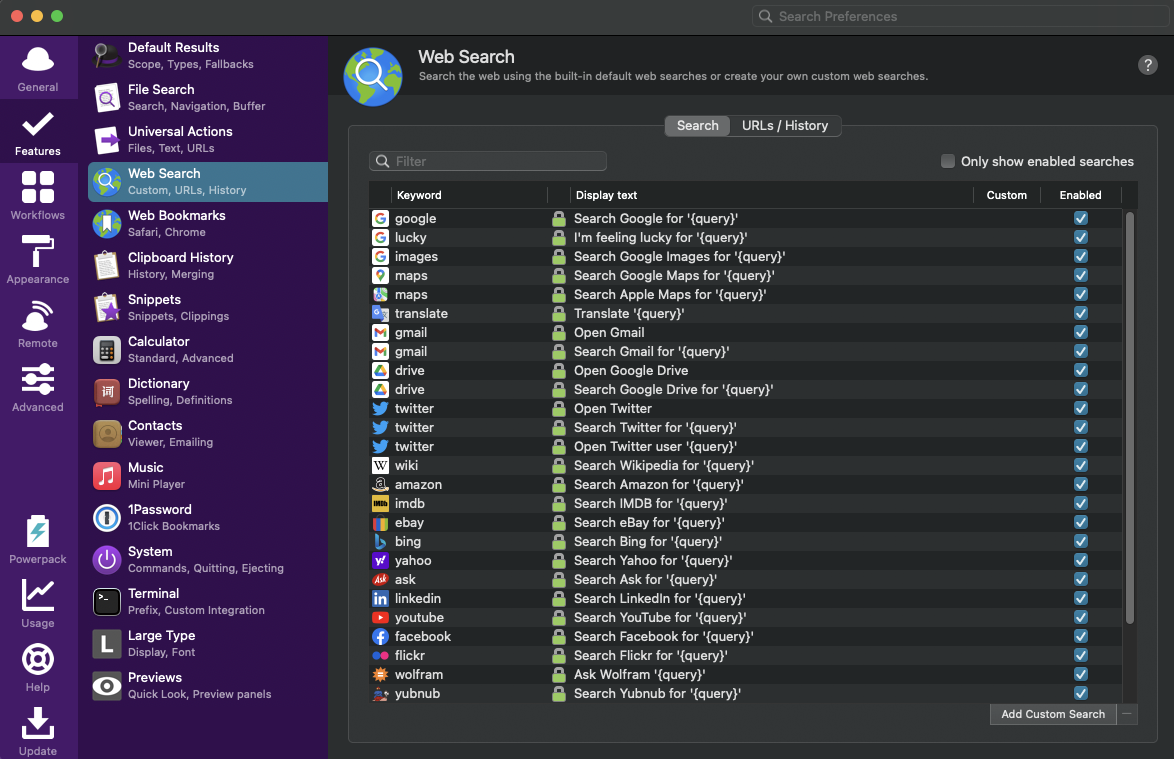 Search Preferences
General
Features
Workflows
Appearance
Remote
Advanced
Powerpack
Usage
Help
Update
Default Results
Scope, Types, Fallbacks
File Search
Search, Navigation, Buffer
Universal Actions
Files, Text, URLs
Web Search
Custom, URLs, History
Web Bookmarks
Safari, Chrome
Clipboard History
History, Merging
Snippets
Snippets, Clippings
Calculator
Standard, Advanced
词
Dictionary
Spelling, Definitions
Contacts
Viewer, Emailing
Music
Mini Player
1Password
1Click Bookmarks
System
Commands, Quitting, Ejecting
Terminal
Prefix, Custom Integration
L
Large Type
Display, Font
Previews
Quick Look, Preview panels
Web Search
Search the web using the built-in default web searches or create your own custom web searches.
?
Search URLs / History
Filter
Only show enabled searches
Keyword Display text Custom Enabled
google Search Google for '{query}'
lucky I'm feeling lucky for '{query}'
images Search Google Images for '{query}'
maps Search Google Maps for '{query}'
maps Search Apple Maps for '{query}'
translate Translate '{query}'
gmail Open Gmail
gmail Search Gmail for '{query}'
drive Open Google Drive
drive Search Google Drive for '{query}'
twitter Open Twitter
twitter Search Twitter for '{query}'
twitter Open Twitter user '{query}'
W wiki Search Wikipedia for '{query}'
a amazon Search Amazon for '{query}'
IMDb imdb Search IMDB for '{query}'
ebay Search eBay for '{query}'
bing Search Bing for '{query}'
y! yahoo Search Yahoo for '{query}'
Ask ask Search Ask for '{query}'
in linkedin Search LinkedIn for '{query}'
youtube Search YouTube for '{query}'
f facebook Search Facebook for '{query}'
flickr Search Flickr for '{query}'
wolfram Ask Wolfram '{query}'
yubnub Search Yubnub for '{query}'
Add Custom Search